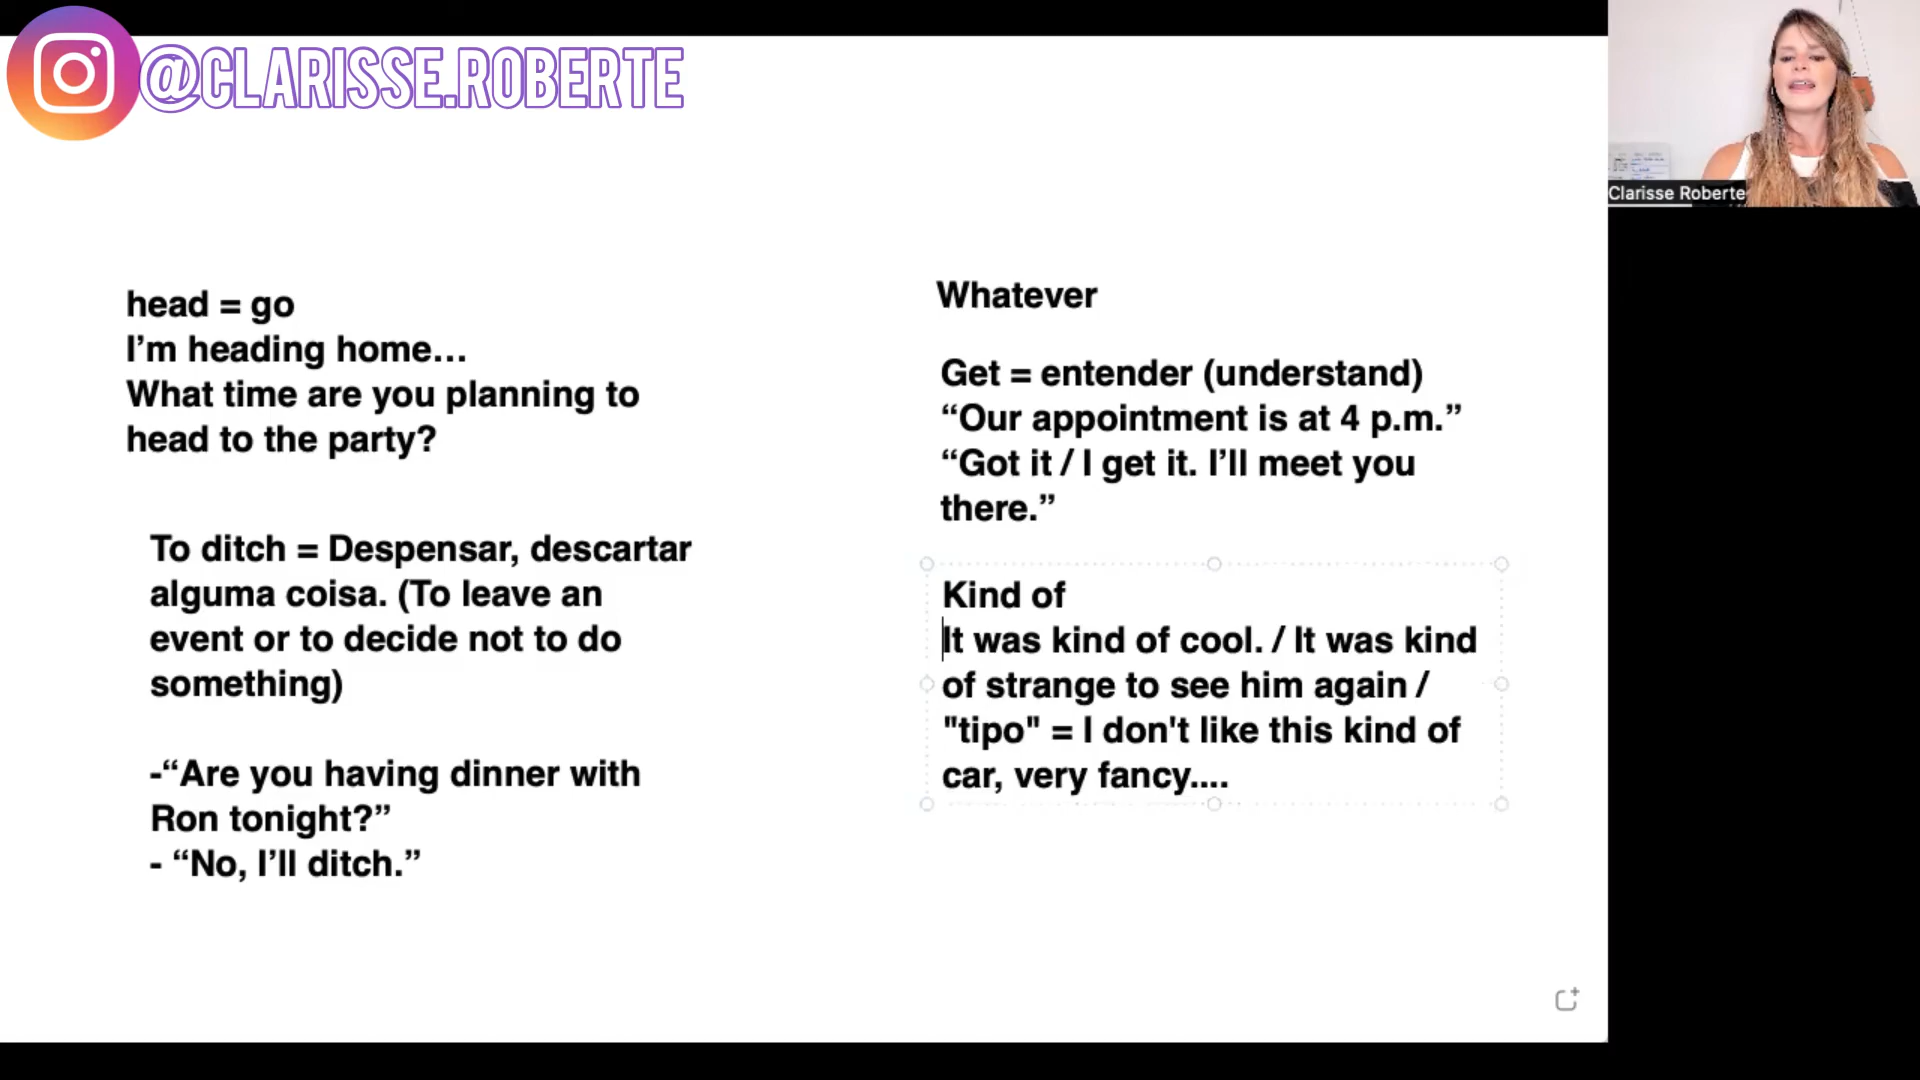 @CLARISSE.ROBERTE
Clarisse Roberte
head = go
I’m heading home…
What time are you planning to
head to the party?
To ditch = Despensar, descartar
alguma coisa. (To leave an
event or to decide not to do
something)
-“Are you having dinner with
Ron tonight?”
- “No, I’ll ditch.”
Whatever
Get = entender (understand)
“Our appointment is at 4 p.m.”
“Got it / I get it. I’ll meet you
there.”
Kind of
It was kind of cool. / It was kind
of strange to see him again /
"tipo" = I don't like this kind of
car, very fancy....